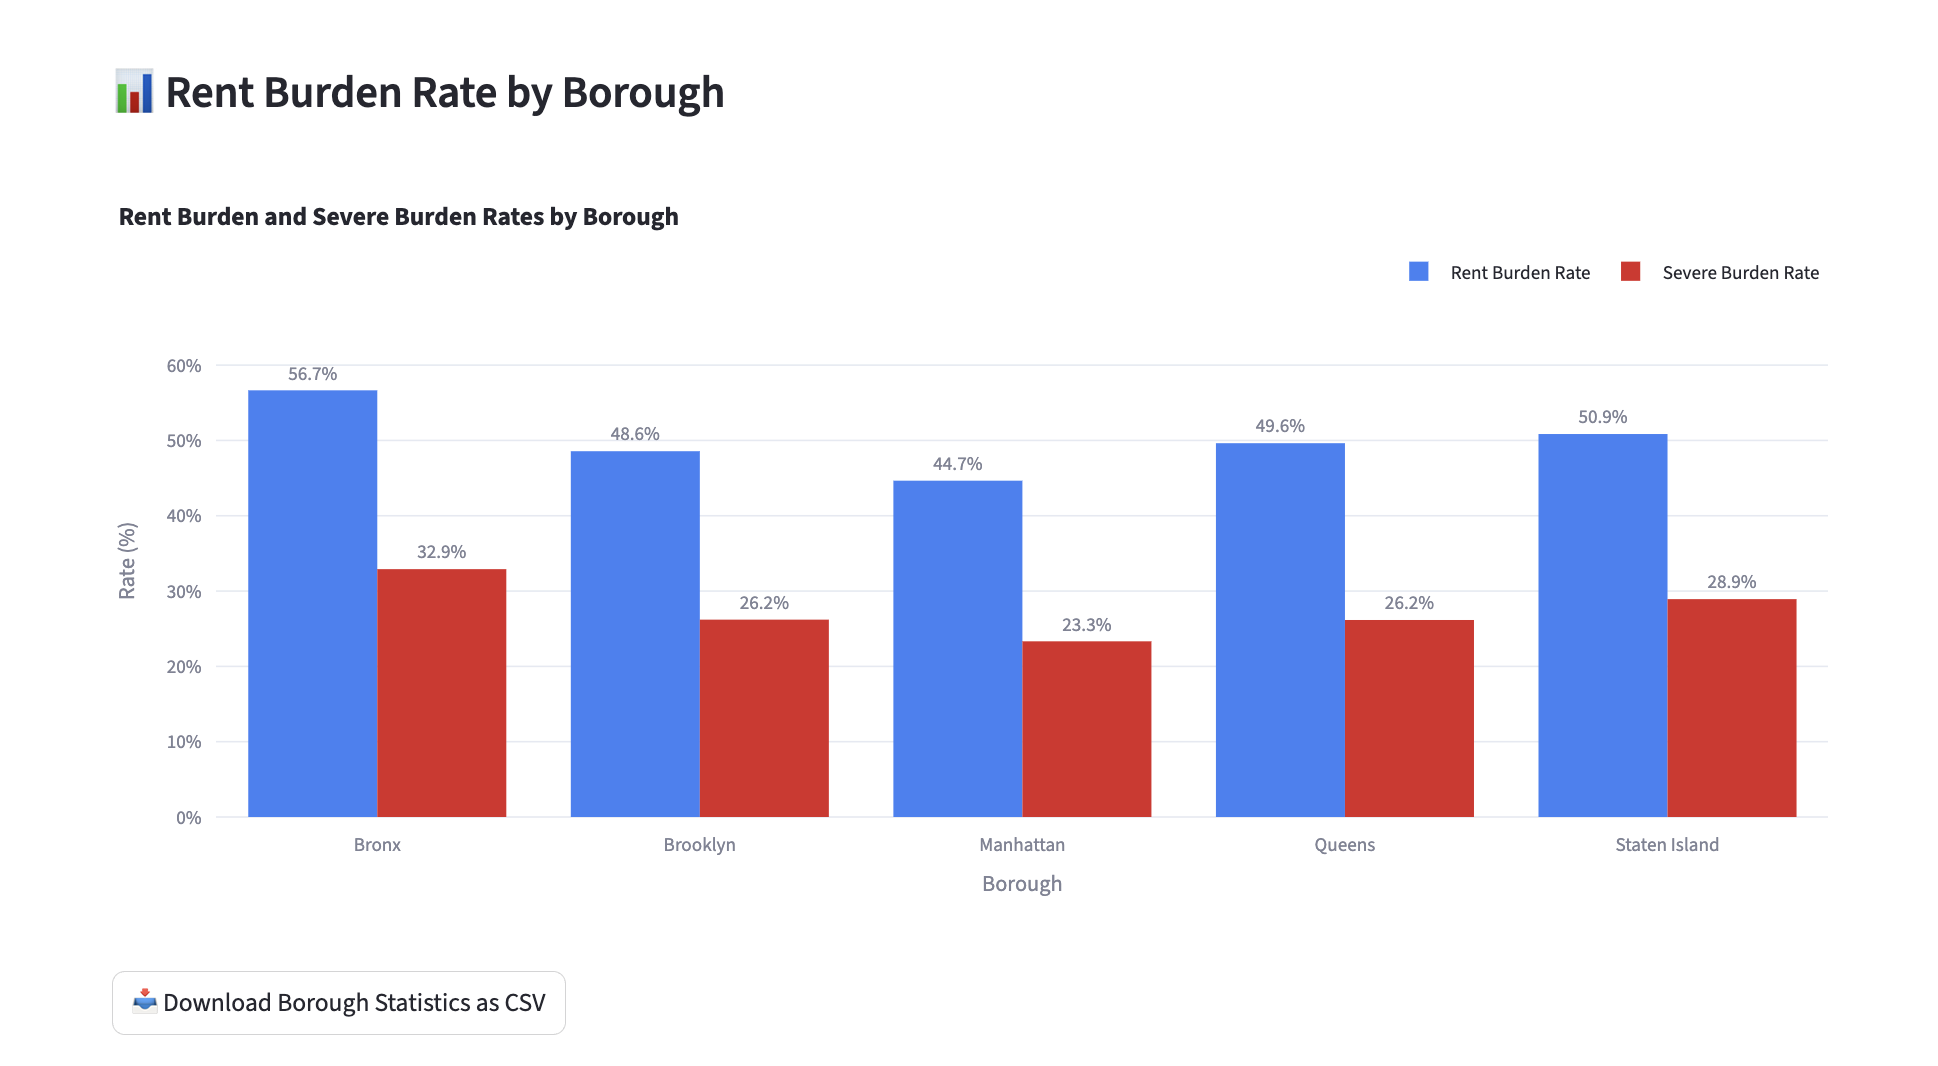 Rent Burden Rate by Borough
Rent Burden and Severe Burden Rates by Borough
Rent Burden Rate Severe Burden Rate
60%
50%
40%
30%
20%
10%
0%
Rate (%)
56.7%
32.9%
48.6%
26.2%
44.7%
23.3%
49.6%
26.2%
50.9%
28.9%
Bronx Brooklyn Manhattan Queens Staten Island
Borough
Download Borough Statistics as CSV